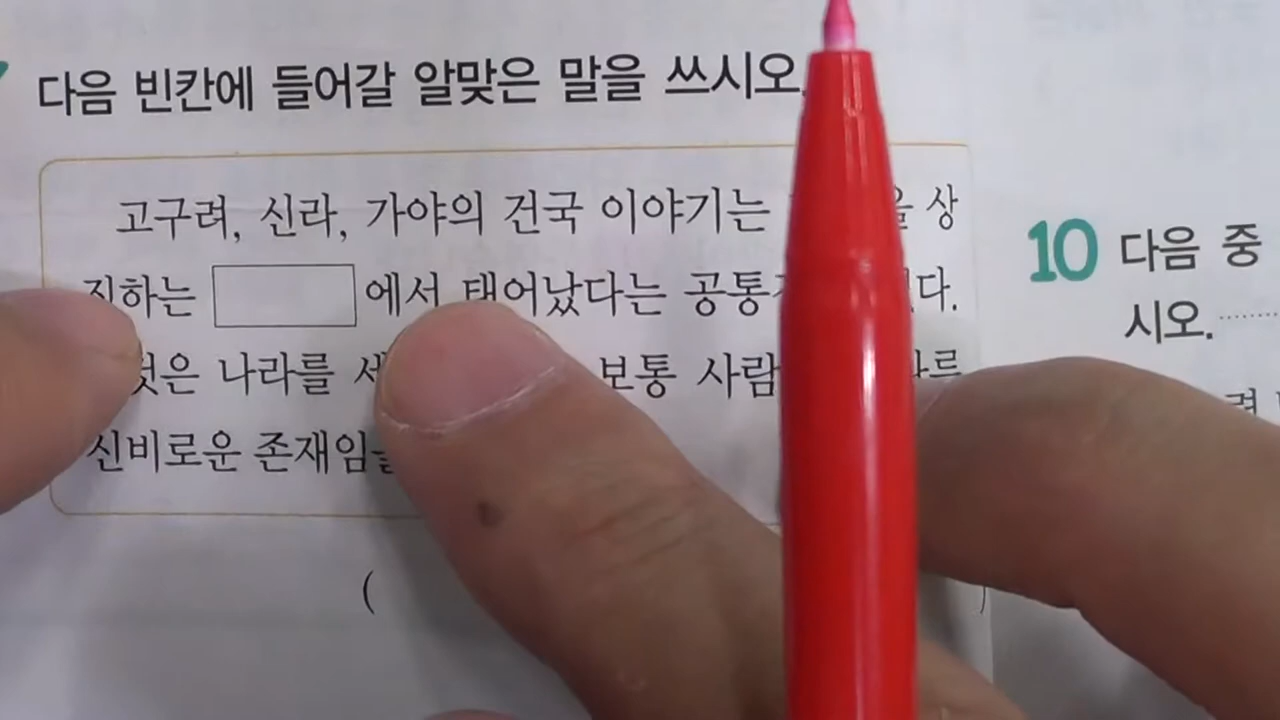 다음 빈칸에 들어갈 알맞은 말을 쓰시오.
고구려, 신라, 가야의 건국 이야기는 을 상
진하는 에서 태어났다는 공통 다.
은 나라를 보통 사람
신비로운 존재임을
( )
10 다음 중
시오.